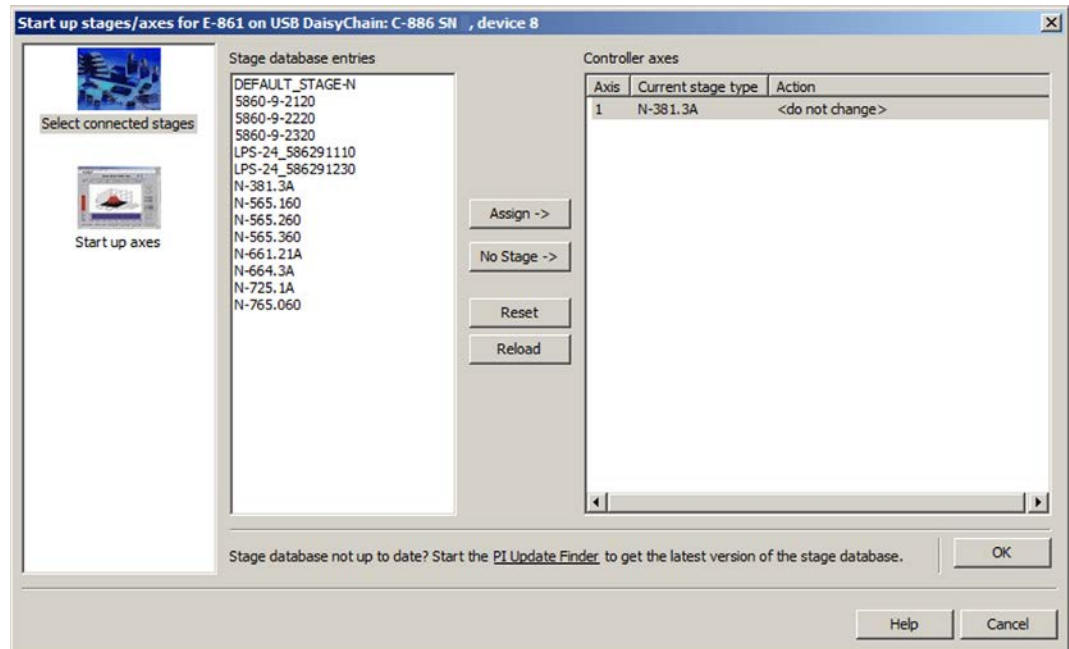 Start up stages/axes for E-861 on USB DaisyChain: C-886 SN , device 8
Select connected stages
Start up axes
Stage database entries
DEFAULT_STAGE-N
5860-9-2120
5860-9-2220
5860-9-2320
LPS-24_586291110
LPS-24_586291230
N-381.3A
N-565.160
N-565.260
N-565.360
N-661.21A
N-664.3A
N-725.1A
N-765.060
Assign ->
No Stage ->
Reset
Reload
Controller axes
Axis Current stage type Action
1 N-381.3A <do not change>
Stage database not up to date? Start the PI Update Finder to get the latest version of the stage database.
OK
Help
Cancel